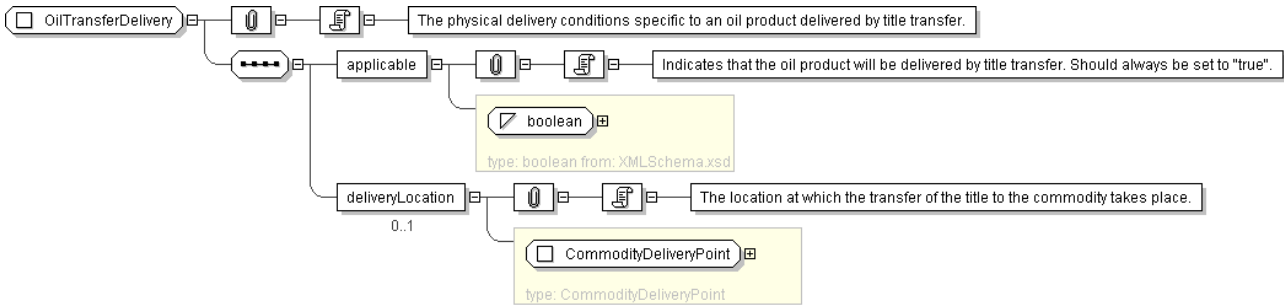 OilTransferDelivery
The physical delivery conditions specific to an oil product delivered by title transfer.
applicable
Indicates that the oil product will be delivered by title transfer. Should always be set to "true".
boolean
type: boolean from: XMLSchema.xsd
deliveryLocation
The location at which the transfer of the title to the commodity takes place.
0..1
CommodityDeliveryPoint
type: CommodityDeliveryPoint